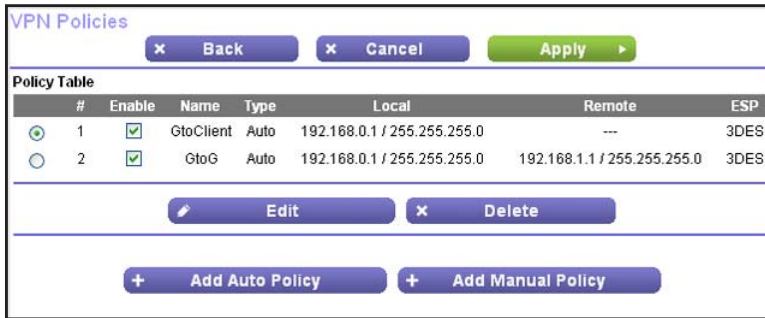 VPN Policies
Back Cancel Apply
Policy Table
# Enable Name Type Local Remote ESP
1 GtoClient Auto 192.168.0.1 / 255.255.255.0 --- 3DES
2 GtoG Auto 192.168.0.1 / 255.255.255.0 192.168.1.1 / 255.255.255.0 3DES
Edit Delete
Add Auto Policy Add Manual Policy